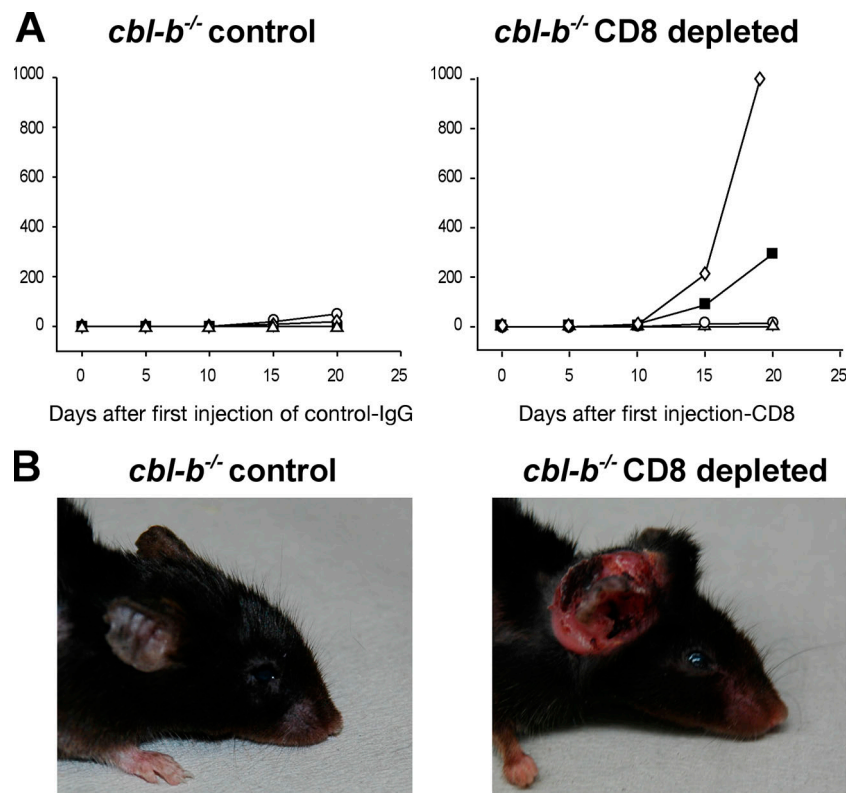 A
cbl-b-/- control
cbl-b-/- CD8 depleted
1000
800
600
400
200
0
0 5 10 15 20 25
Days after first injection of control-IgG
1000
800
600
400
200
0
0 5 10 15 20 25
Days after first injection-CD8
B
cbl-b-/- control
cbl-b-/- CD8 depleted